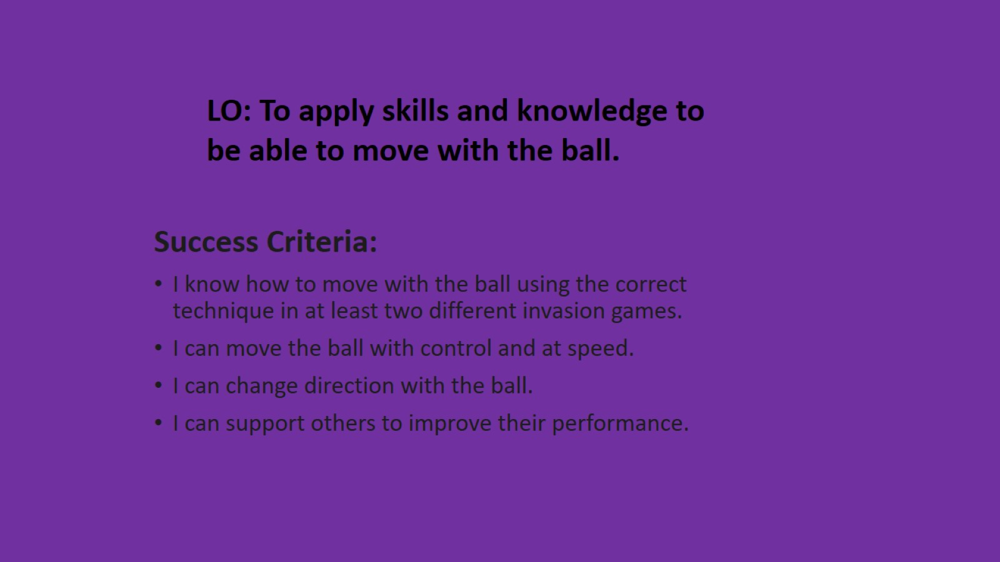 LO: To apply skills and knowledge to
be able to move with the ball.
Success Criteria:
• I know how to move with the ball using the correct
technique in at least two different invasion games.
• I can move the ball with control and at speed.
• I can change direction with the ball.
• I can support others to improve their performance.